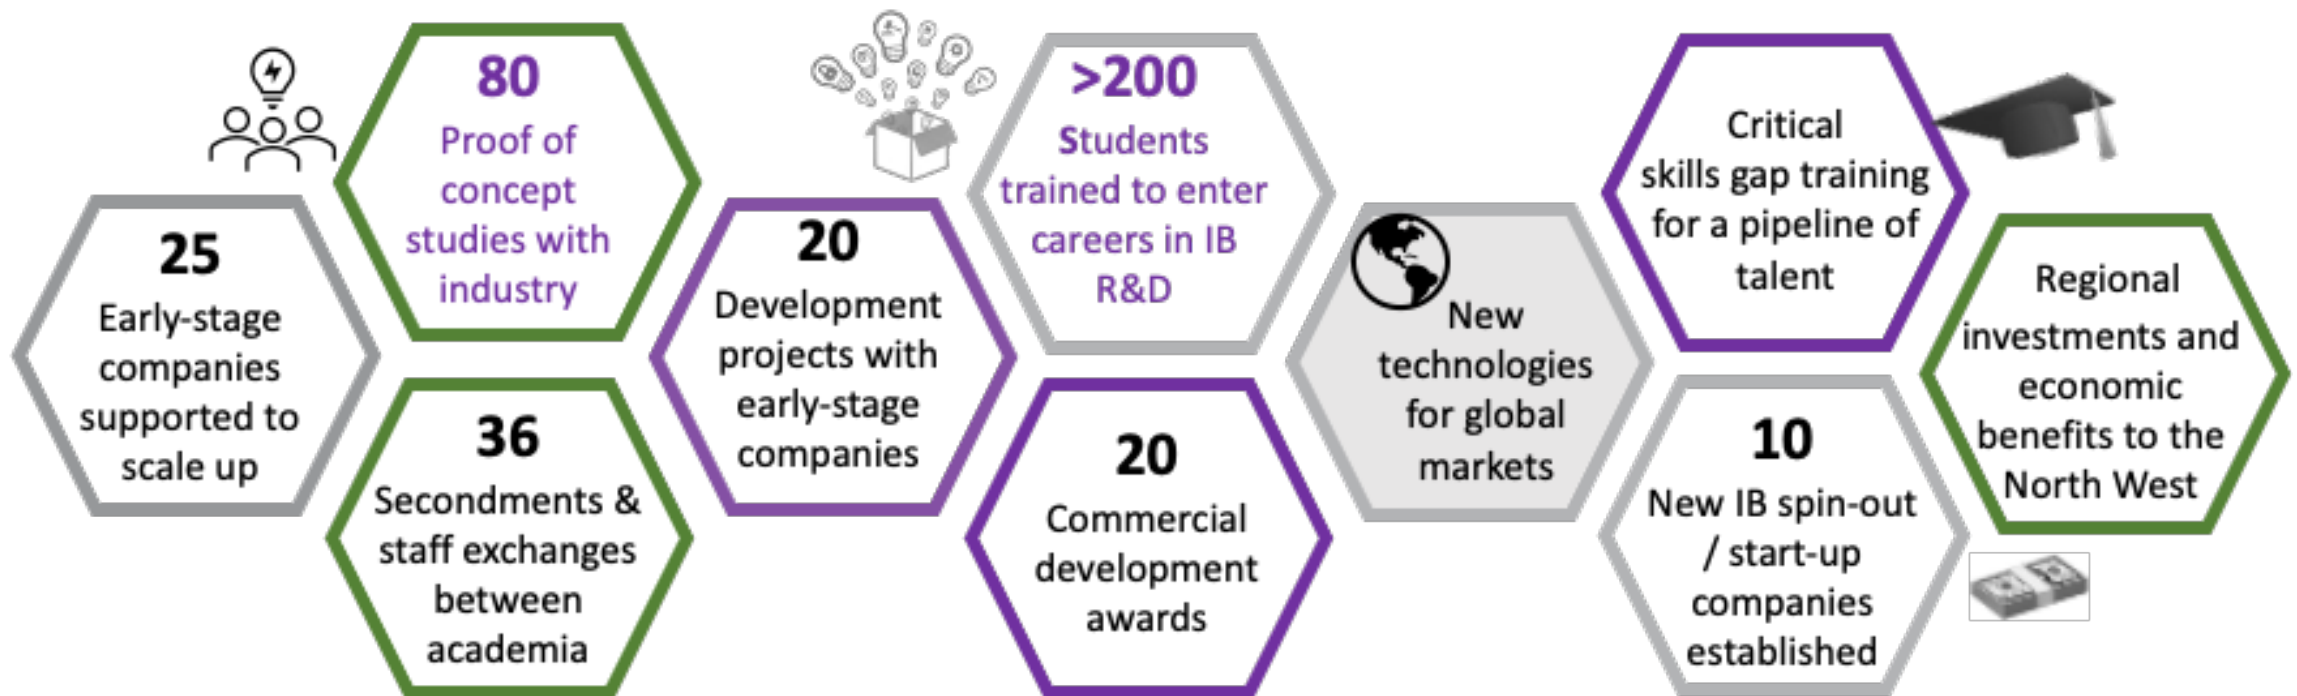 25
Early-stage
companies
supported to
scale up
80
Proof of
concept
studies with
industry
36
Secondments &
staff exchanges
between
academia
20
Development
projects with
early-stage
companies
>200
Students
trained to enter
careers in IB
R&D
20
Commercial
development
awards
New
technologies
for global
markets
Critical
skills gap training
for a pipeline of
talent
10
New IB spin-out
/ start-up
companies
established
Regional
investments and
economic
benefits to the
North West